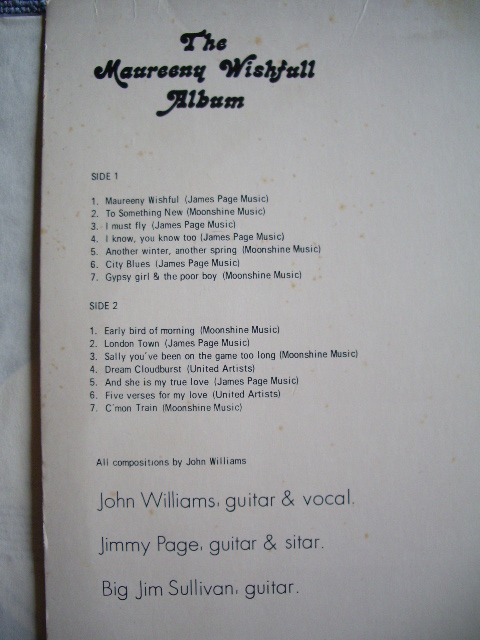 The
Maureeny Wishfull
Album
SIDE 1
1. Maureeny Wishful (James Page Music)
2. To Something New (Moonshine Music)
3. I must fly (James Page Music)
4. I know, you know too (James Page Music)
5. Another winter, another spring (Moonshine Music)
6. City Blues (James Page Music)
7. Gypsy girl & the poor boy (Moonshine Music)
SIDE 2
1. Early bird of morning (Moonshine Music)
2. London Town (James Page Music)
3. Sally you've been on the game too long (Moonshine Music)
4. Dream Cloudburst (United Artists)
5. And she is my true love (James Page Music)
6. Five verses for my love (United Artists)
7. C'mon Train (Moonshine Music)
All compositions by John Williams
John Williams, guitar & vocal.
Jimmy Page, guitar & sitar.
Big Jim Sullivan, guitar.